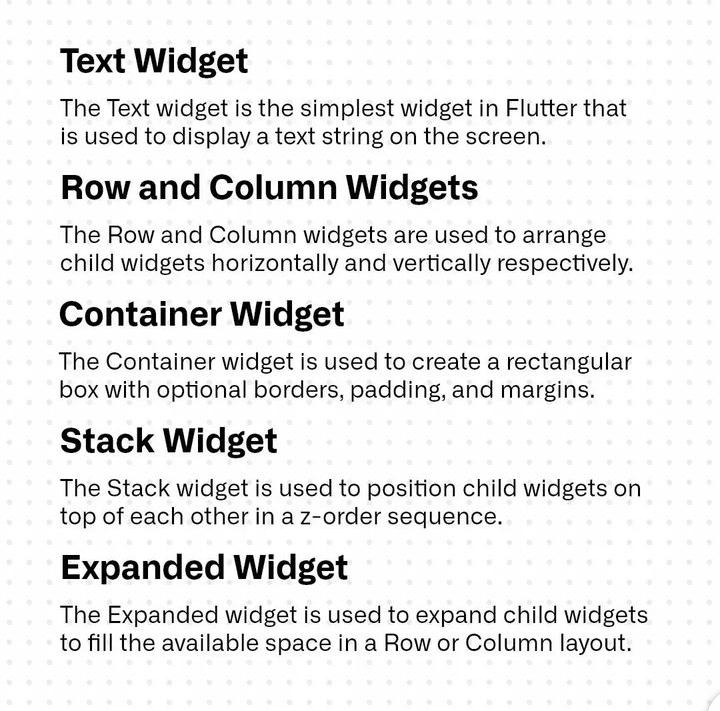 Text Widget
The Text widget is the simplest widget in Flutter that
is used to display a text string on the screen.
Row and Column Widgets
The Row and Column widgets are used to arrange
child widgets horizontally and vertically respectively.
Container Widget
The Container widget is used to create a rectangular
box with optional borders, padding, and margins.
Stack Widget
The Stack widget is used to position child widgets on
top of each other in a z-order sequence.
Expanded Widget
The Expanded widget is used to expand child widgets
to fill the available space in a Row or Column layout.